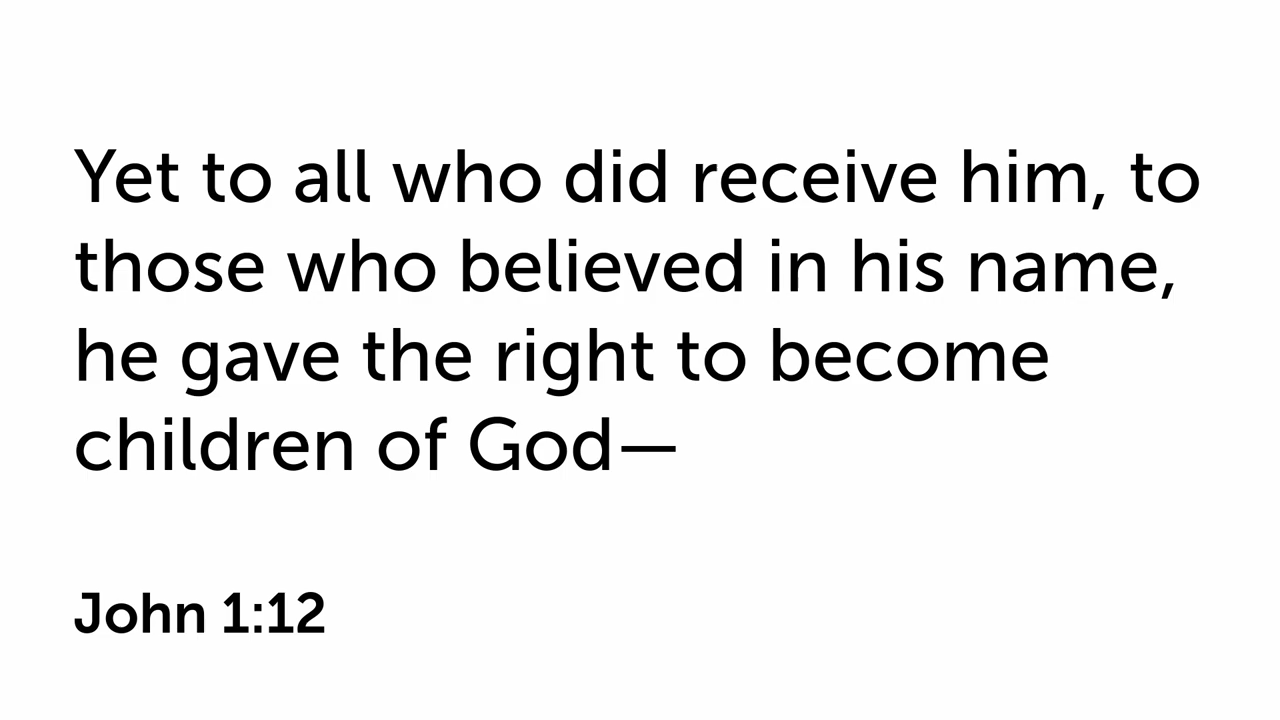 Yet to all who did receive him, to
those who believed in his name,
he gave the right to become
children of God—
John 1:12